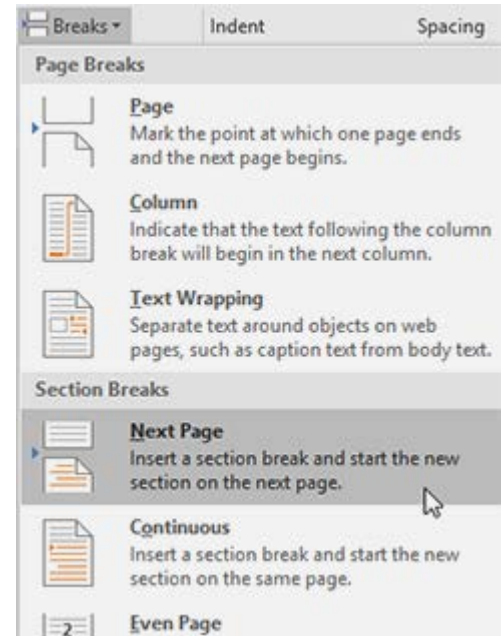 Breaks Indent Spacing
Page Breaks
Page
Mark the point at which one page ends
and the next page begins.
Column
Indicate that the text following the column
break will begin in the next column.
Text Wrapping
Separate text around objects on web
pages, such as caption text from body text.
Section Breaks
Next Page
Insert a section break and start the new
section on the next page.
Continuous
Insert a section break and start the new
section on the same page.
2
Even Page